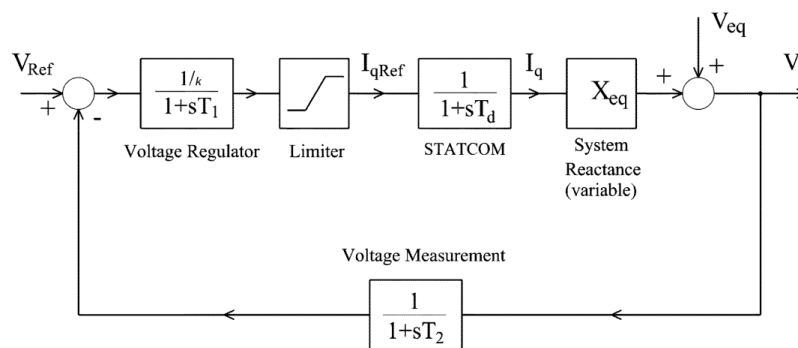 V_eq
V_Ref
I_qRef
I_q
V
+
-
1/k
1+sT_1
1
1+sT_d
X_eq
+
+
Voltage Regulator
Limiter
STATCOM
System
Reactance
(variable)
Voltage Measurement
1
1+sT_2